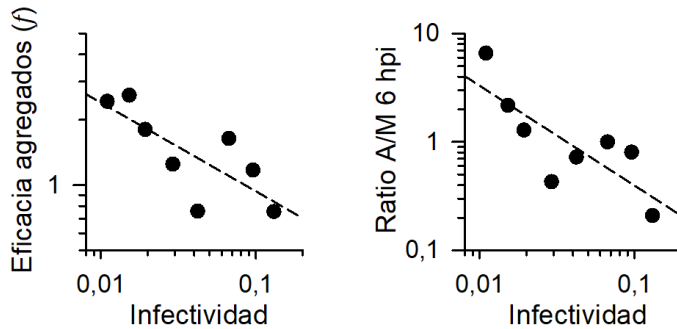 Eficacia agregados (f)
1
0,01
0,1
Infectividad
Ratio A/M 6 hpi
10
1
0,1
0,01
0,1
Infectividad